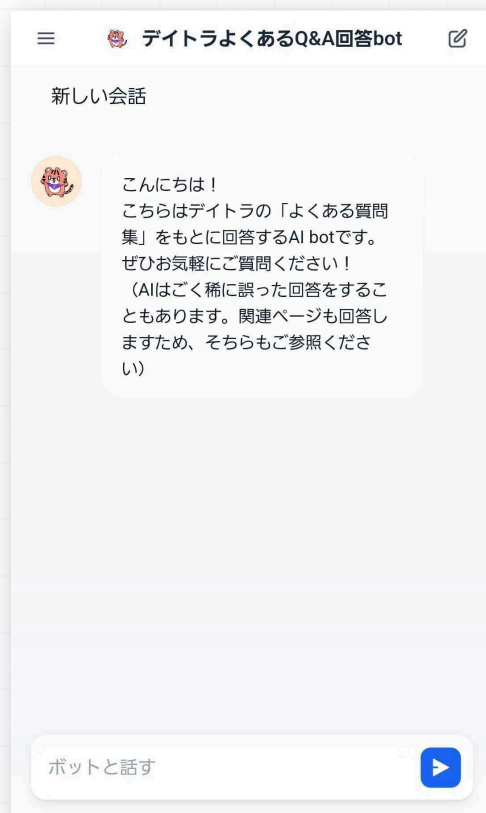 デイトラよくあるQ&A回答bot
新しい会話
こんにちは！
こちらはデイトラの「よくある質問
集」をもとに回答するAI botです。
ぜひお気軽にご質問ください！
（AIはごく稀に誤った回答をするこ
ともあります。関連ページも回答し
ますため、そちらもご参照くださ
い）
ボットと話す